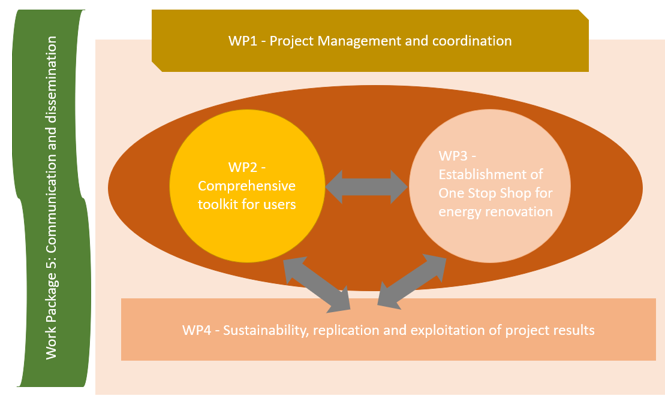 WP1 - Project Management and coordination
Work Package 5: Communication and dissemination
WP2 -
Comprehensive
toolkit for users
WP3 -
Establishment of
One Stop Shop for
energy renovation
WP4 - Sustainability, replication and exploitation of project results